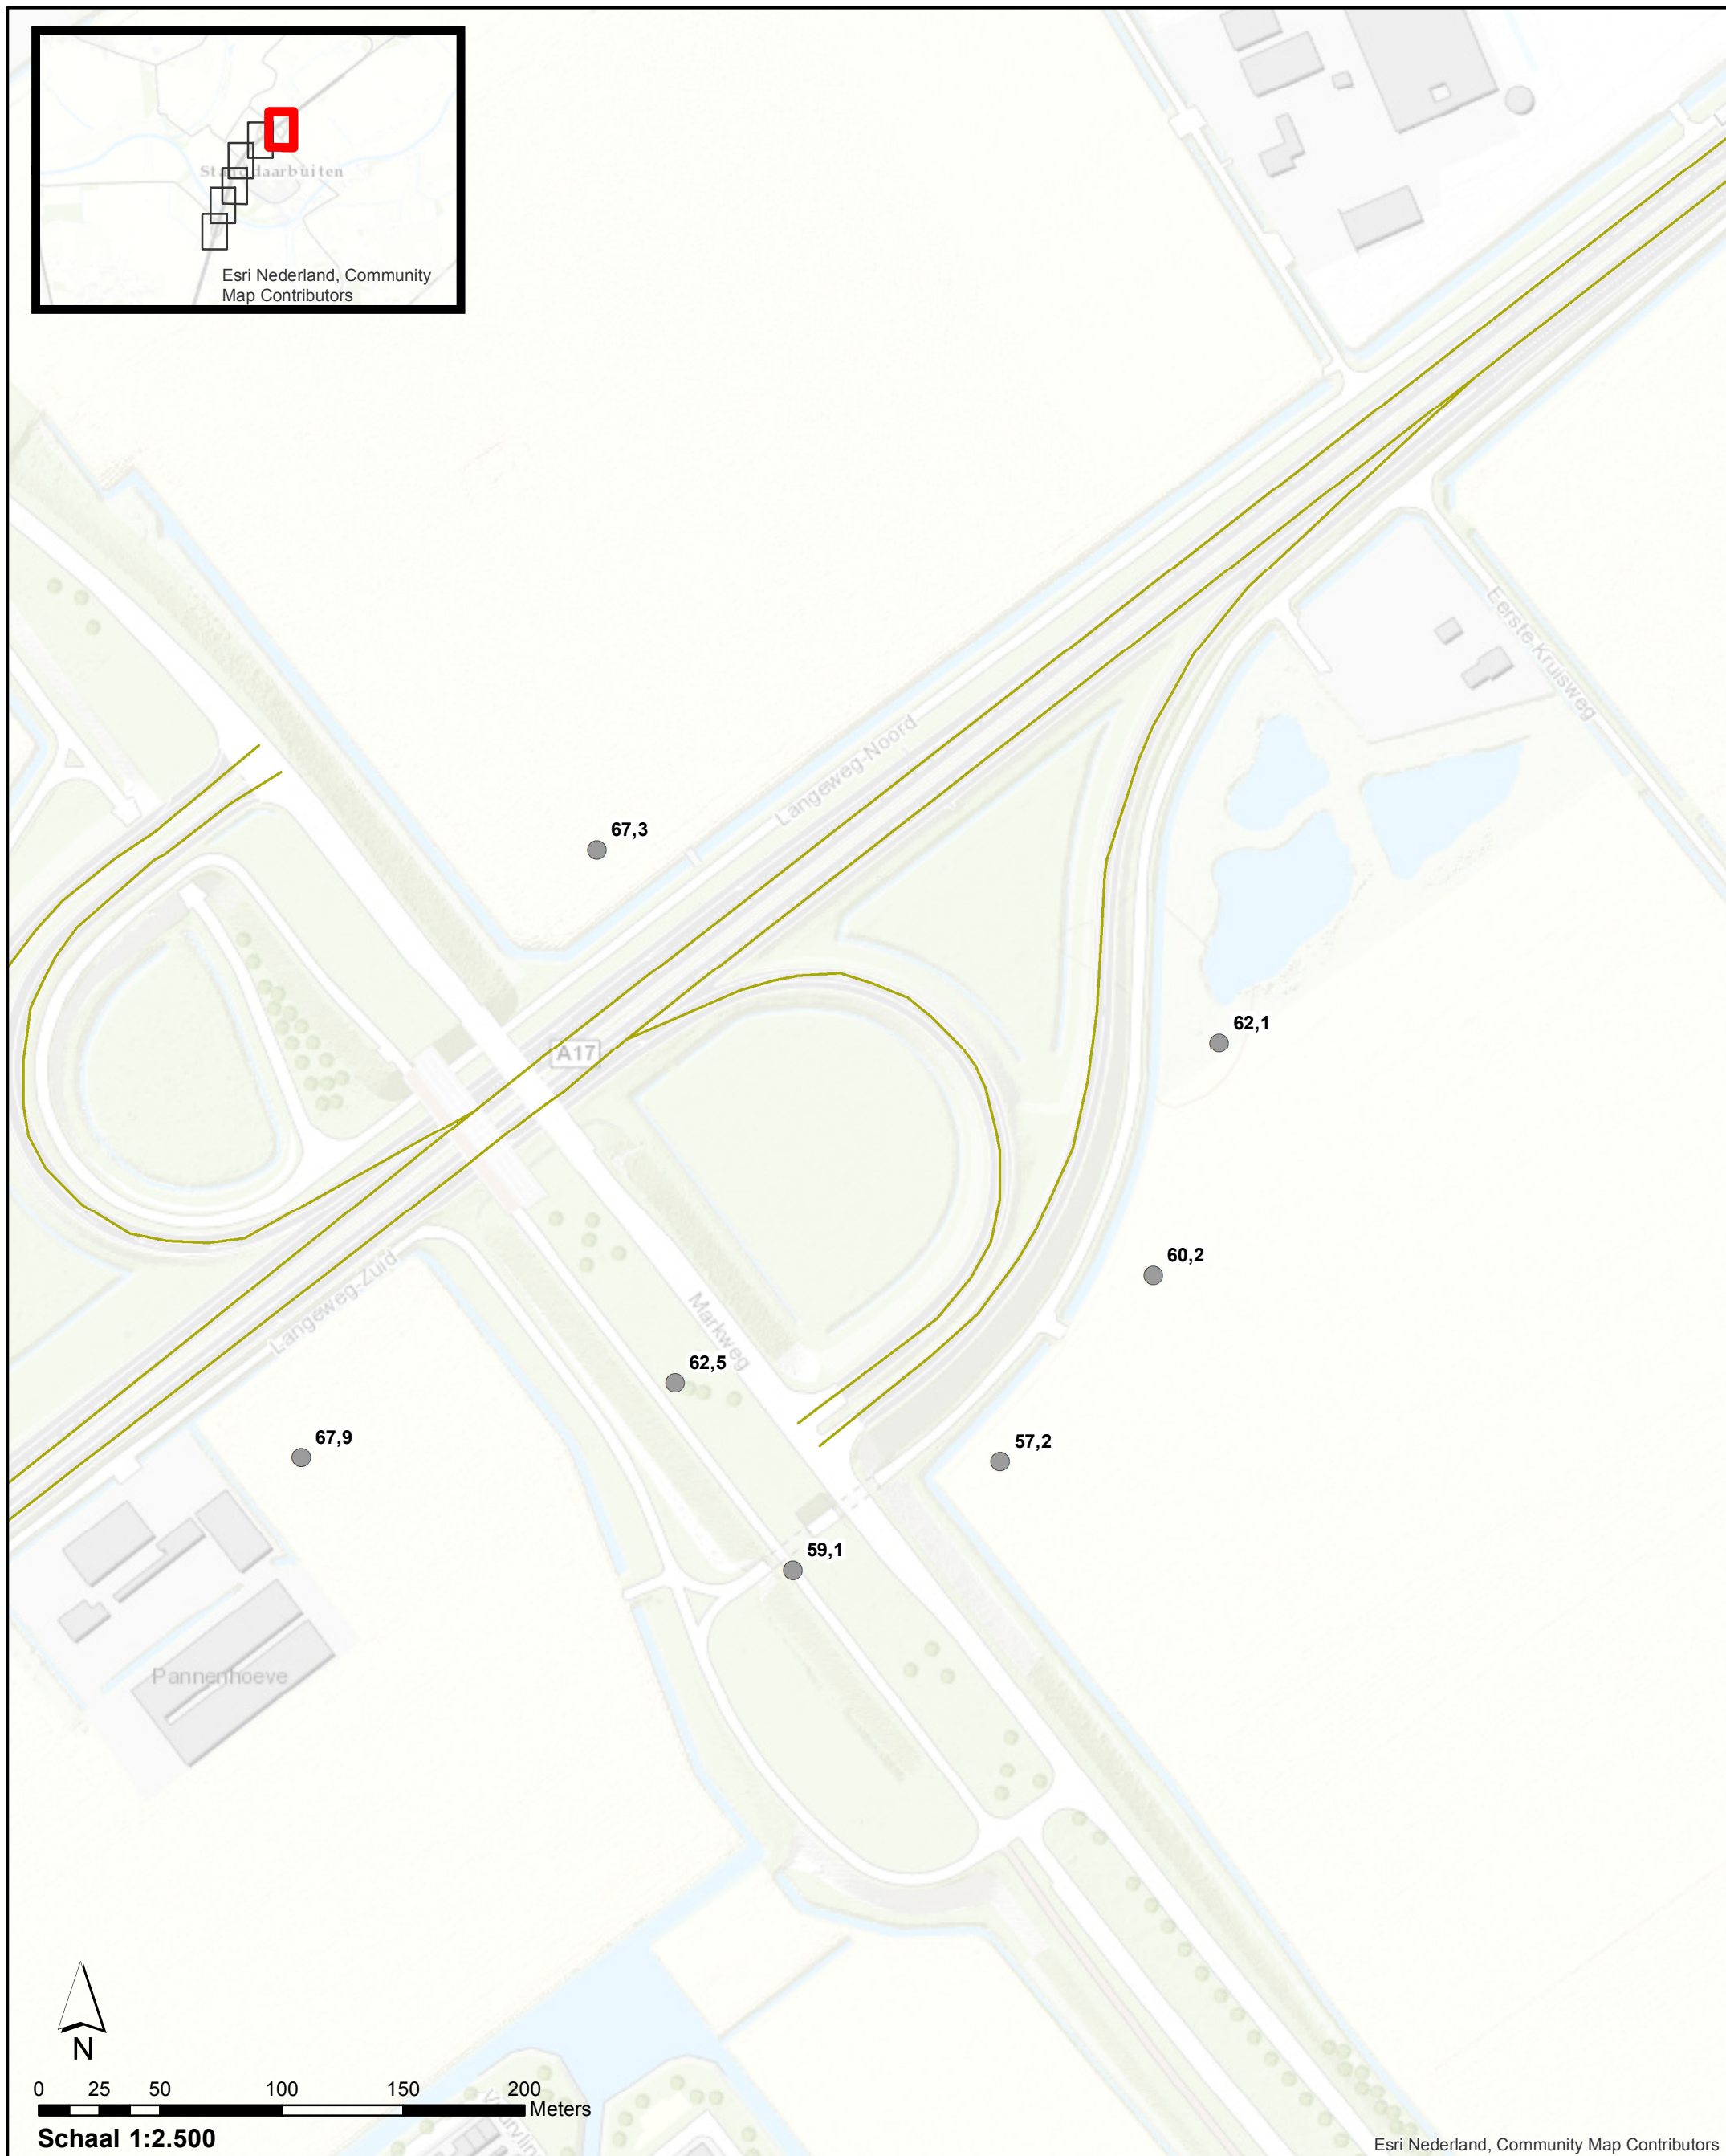 Standdaarbuiten
Esri Nederland, Community
Map Contributors
Eerste Kruisweg
Langeweg-Noord
67,3
62,1
A17
60,2
Langeweg-Zuid
Markweg
62,5
67,9
57,2
59,1
Pannenhoeve
N
0 25 50 100 150 200
Meters
Schaal 1:2.500
Esri Nederland, Community Map Contributors